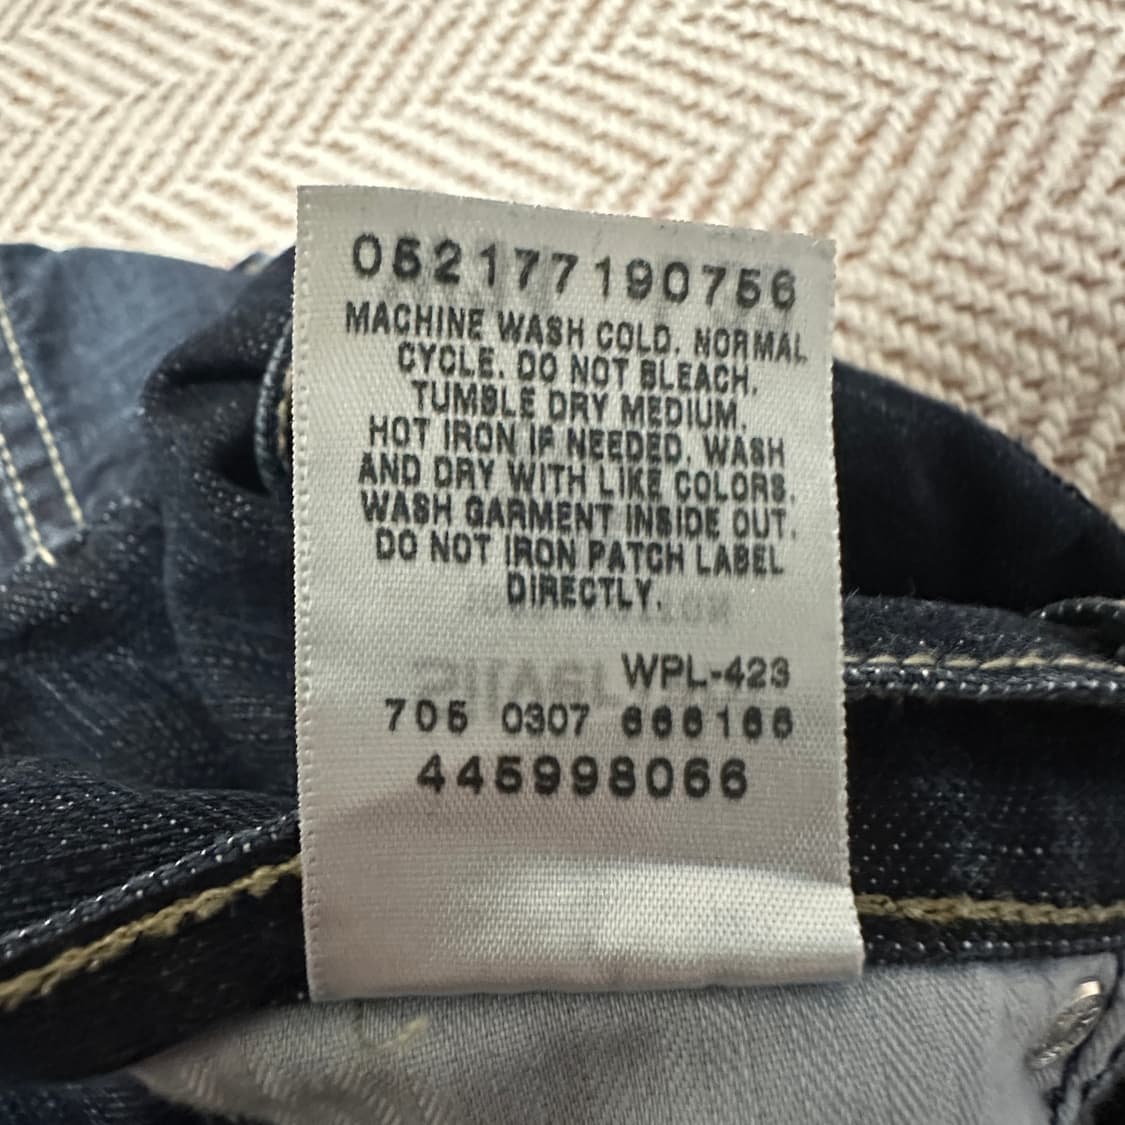 052177190756
MACHINE WASH COLD. NORMAL
CYCLE. DO NOT BLEACH.
TUMBLE DRY MEDIUM.
HOT IRON IF NEEDED. WASH
AND DRY WITH LIKE COLORS.
WASH GARMENT INSIDE OUT.
DO NOT IRON PATCH LABEL
DIRECTLY.
WPL-423
705 0307 666166
445998066